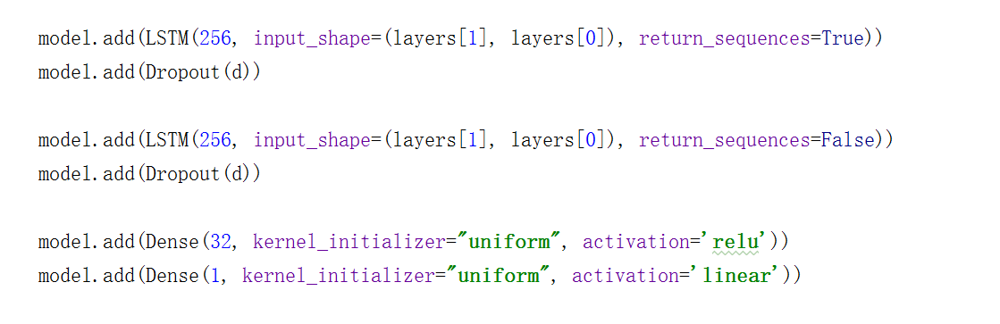 model.add(LSTM(256, input_shape=(layers[1], layers[0]), return_sequences=True))
model.add(Dropout(d))
model.add(LSTM(256, input_shape=(layers[1], layers[0]), return_sequences=False))
model.add(Dropout(d))
model.add(Dense(32, kernel_initializer="uniform", activation='relu'))
model.add(Dense(1, kernel_initializer="uniform", activation='linear'))